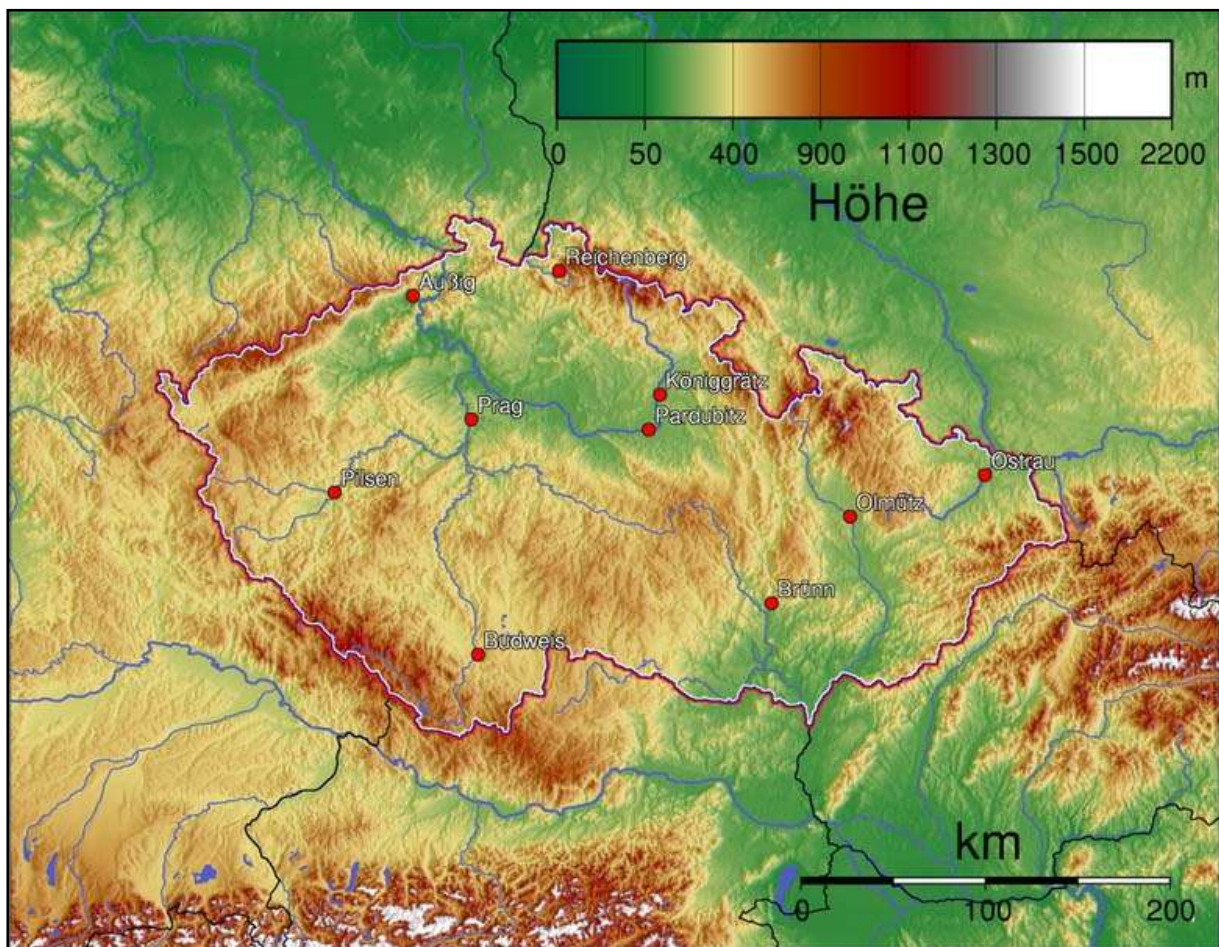 m
0 50 400 900 1100 1300 1500 2200
Höhe
Reichenberg
Außig
Königgrätz
Prag
Pardubitz
Ostrau
Pilsen
Olmütz
Brünn
Budweis
km
0 100 200